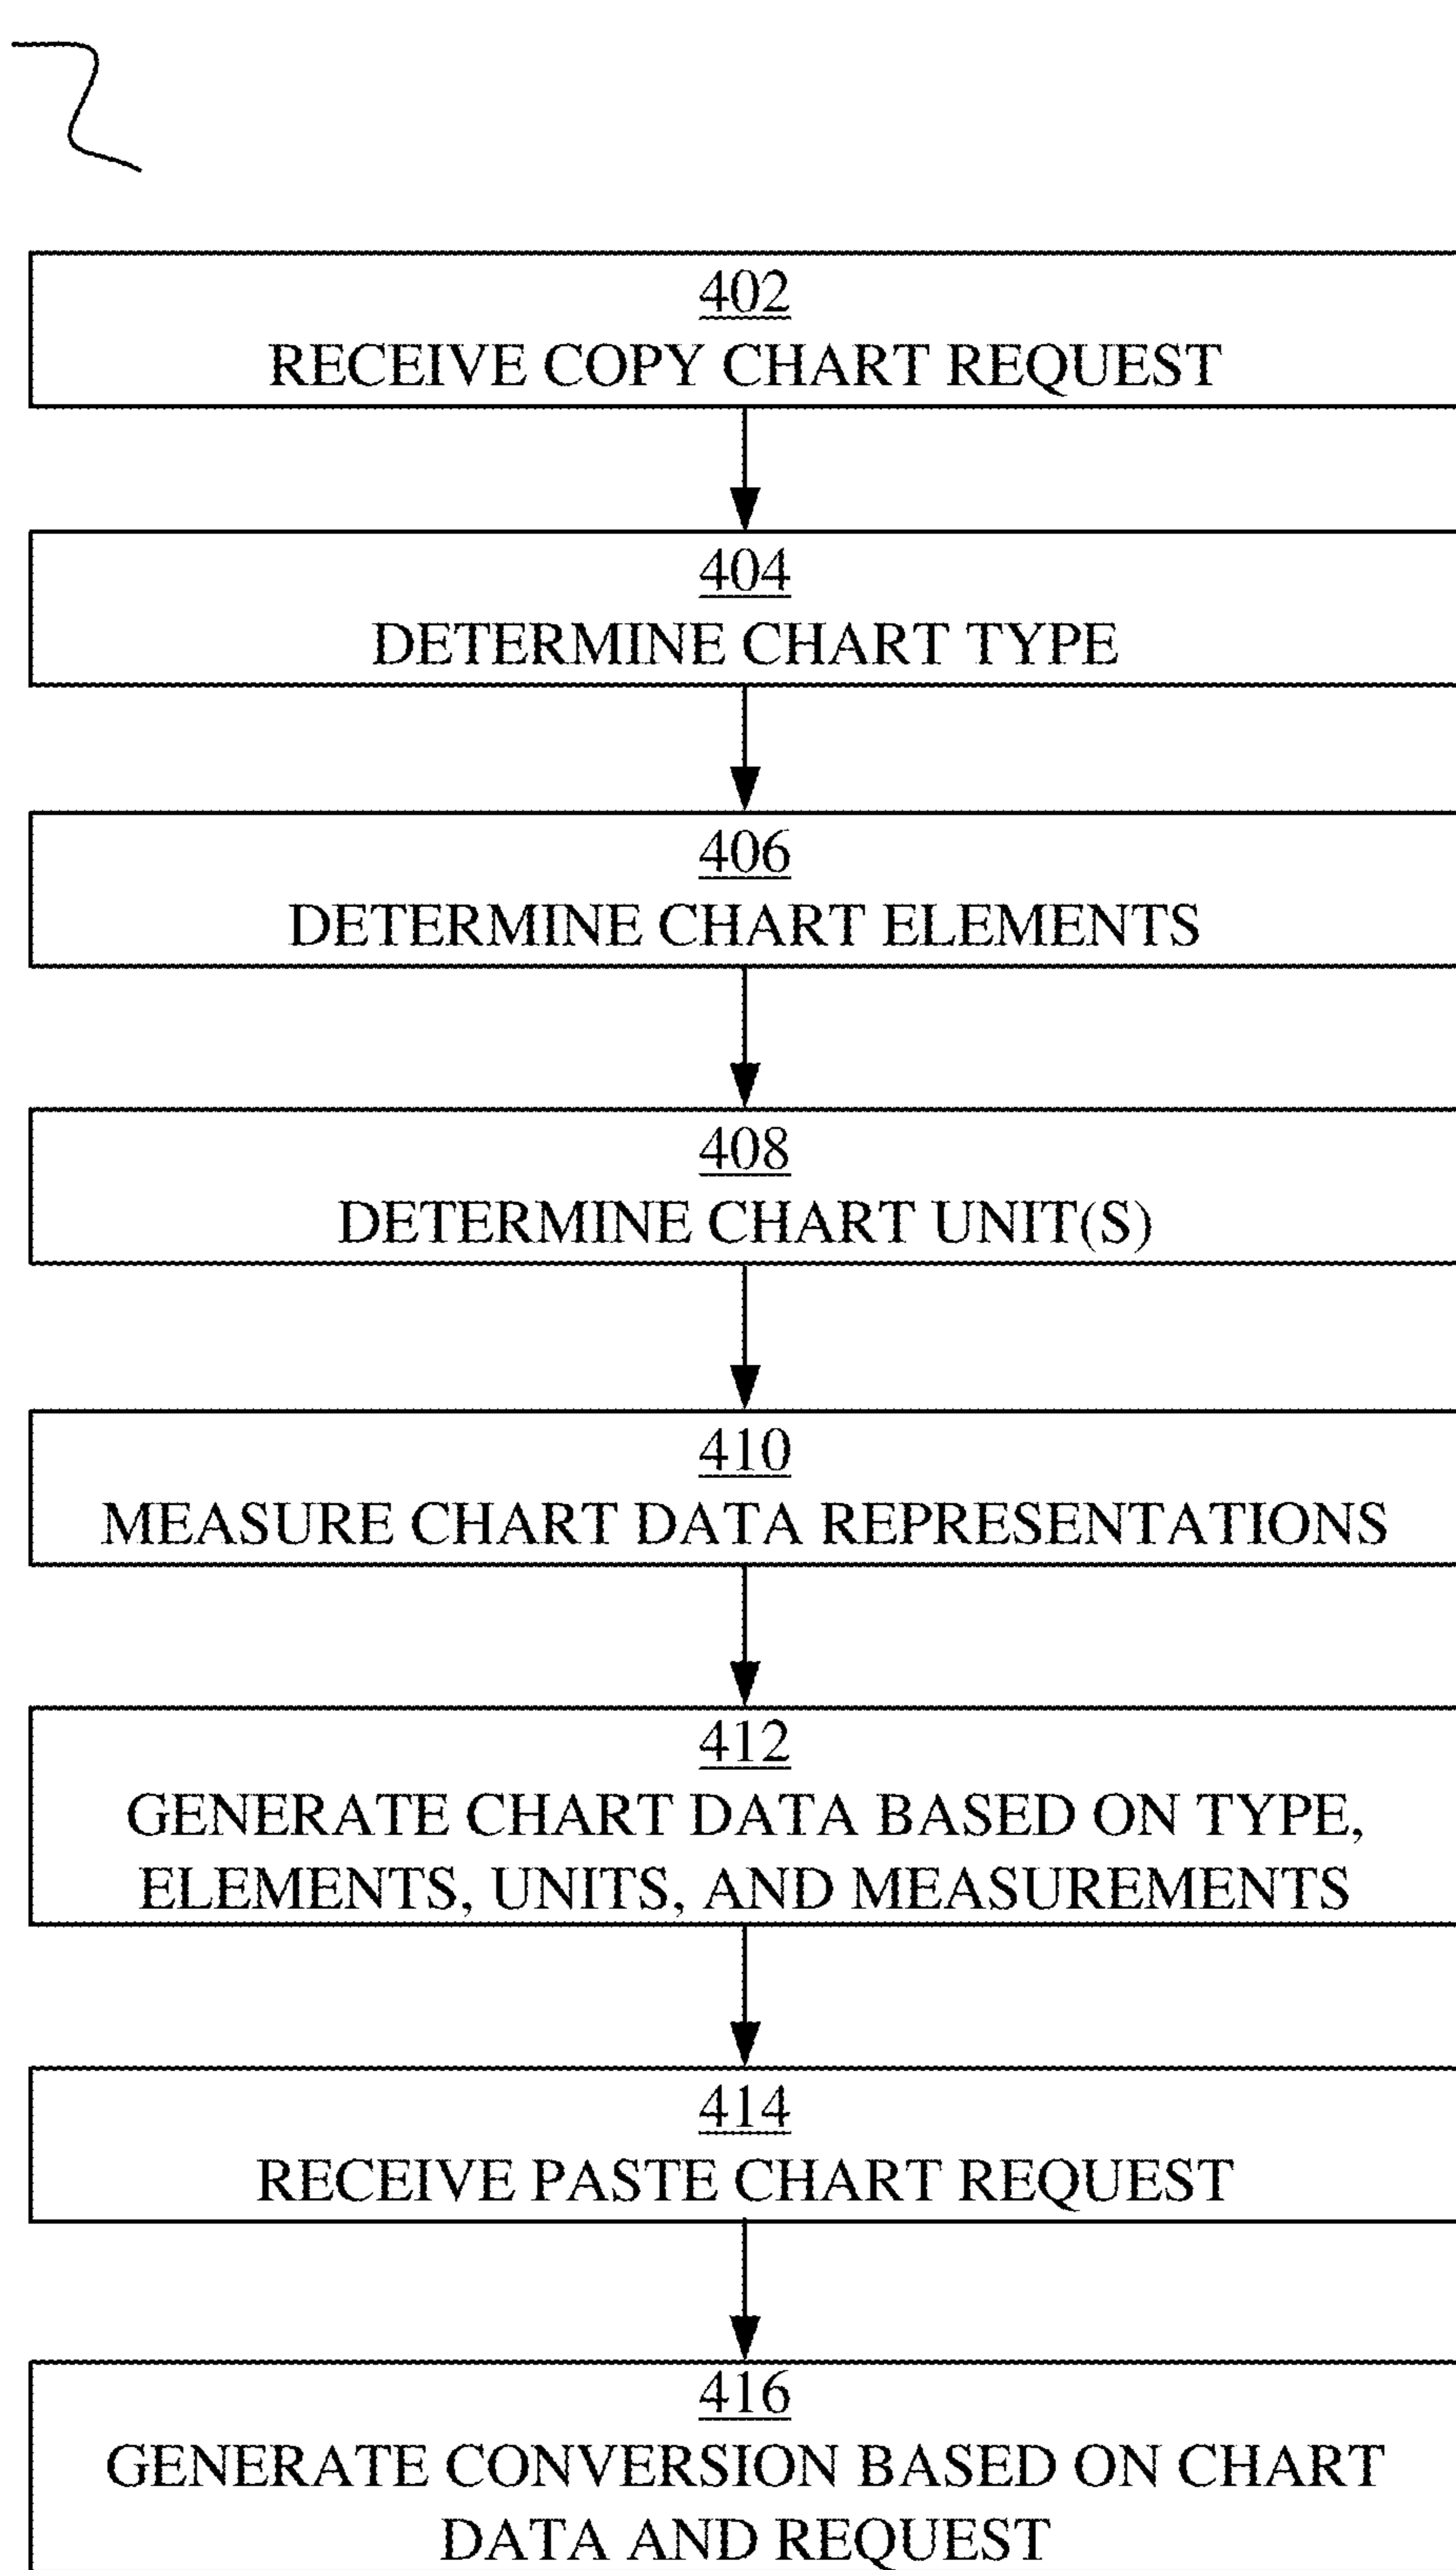 402
RECEIVE COPY CHART REQUEST
404
DETERMINE CHART TYPE
406
DETERMINE CHART ELEMENTS
408
DETERMINE CHART UNIT(S)
410
MEASURE CHART DATA REPRESENTATIONS
412
GENERATE CHART DATA BASED ON TYPE,
ELEMENTS, UNITS, AND MEASUREMENTS
414
RECEIVE PASTE CHART REQUEST
416
GENERATE CONVERSION BASED ON CHART
DATA AND REQUEST